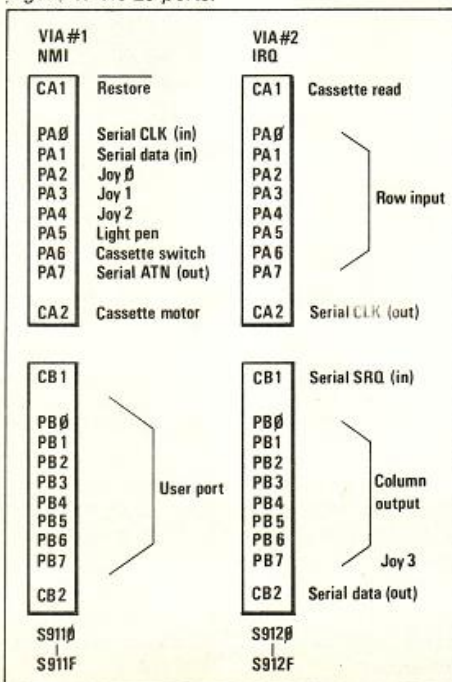 ports.
VIA#1
NMI
CA1 Restore
PAØ Serial CLK (in)
PA1 Serial data (in)
PA2 Joy Ø
PA3 Joy 1
PA4 Joy 2
PA5 Light pen
PA6 Cassette switch
PA7 Serial ATN (out)
CA2 Cassette motor
CB1
PBØ
PB1
PB2
PB3
PB4
PB5
PB6
PB7
User port
CB2
S911Ø
S911F
VIA#2
IRQ
CA1 Cassette read
PAØ
PA1
PA2
PA3
PA4
PA5
PA6
PA7
Row input
CA2 Serial CLK (out)
CB1 Serial SRQ (in)
PBØ
PB1
PB2
PB3
PB4
PB5
PB6
Column
output
PB7 Joy 3
CB2 Serial data (out)
S912Ø
S912F